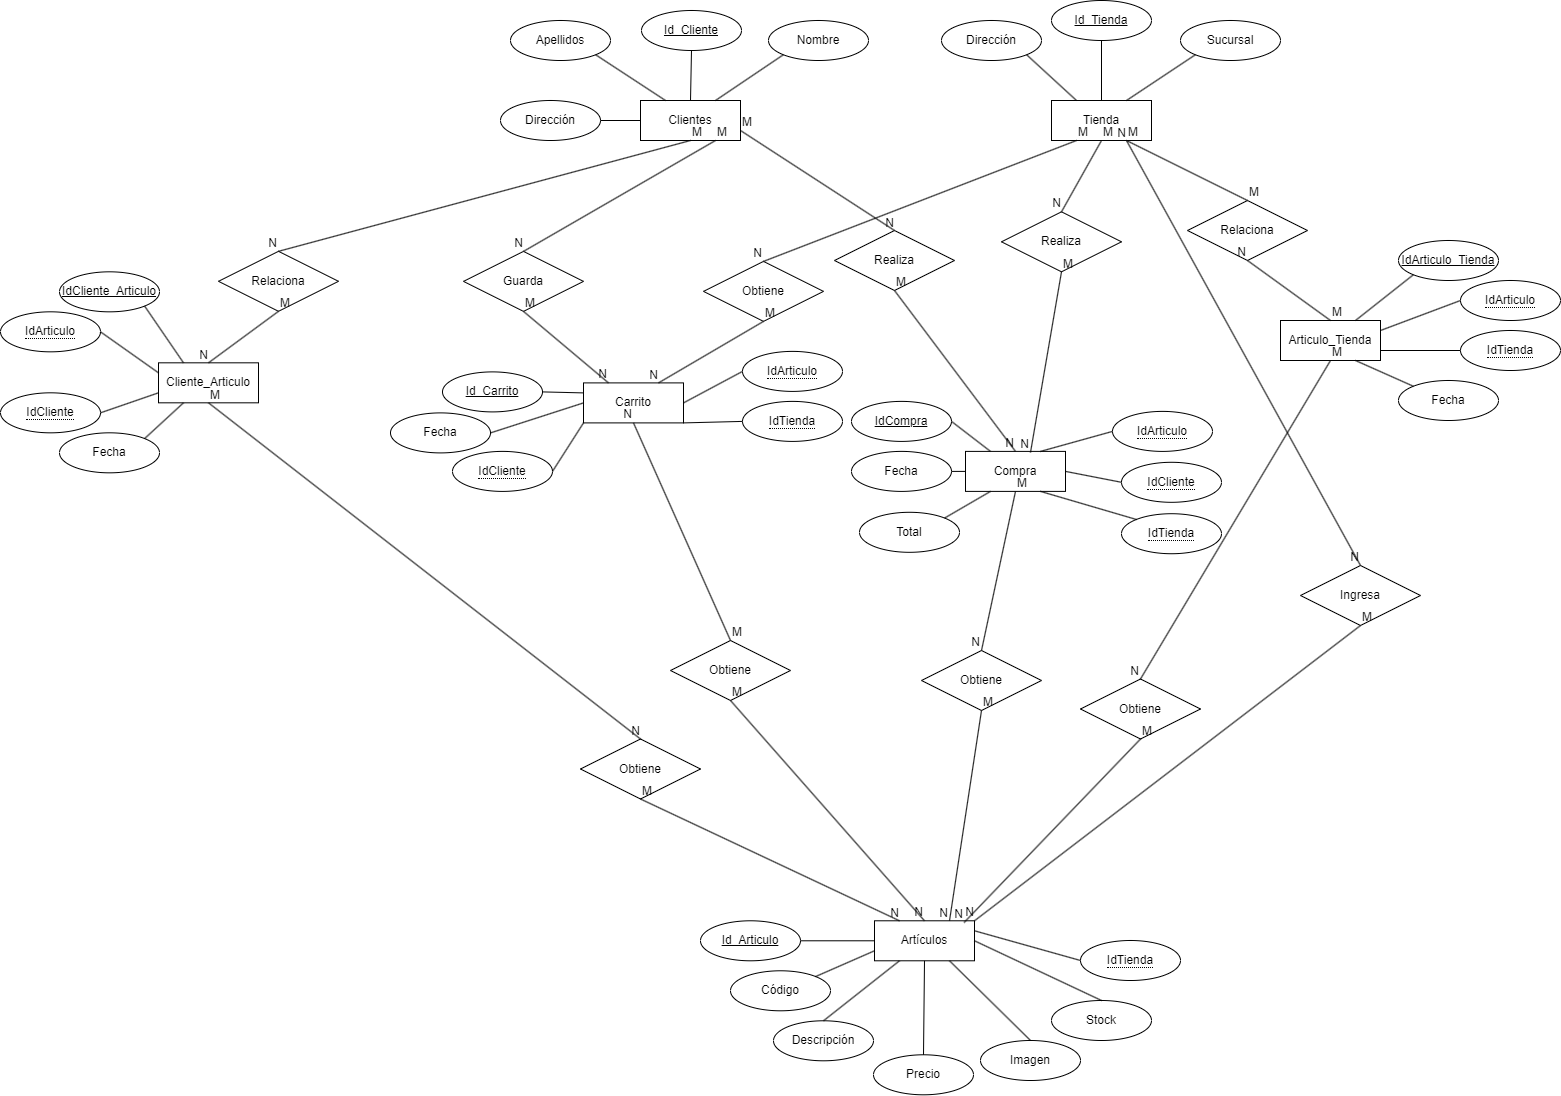 Id_Tienda
Id_Cliente
Apellidos
Nombre
Dirección
Sucursal
Dirección
Clientes
M
M
M
Tienda
M
M
N
M
M
N
N
N
N
N
Relaciona
N
Realiza
Relaciona
N
Guarda
Obtiene
Realiza
M
IdArticulo_Tienda
IdCliente_Articulo
M
M
M
M
IdArticulo
M
IdArticulo
Articulo_Tienda
M
IdTienda
N
Cliente_Articulo
M
N
N
IdArticulo
Id_Carrito
Carrito
N
Fecha
IdCliente
Fecha
IdTienda
IdCompra
IdArticulo
Fecha
N
N
Fecha
IdCliente
Compra
M
IdCliente
Total
IdTienda
N
Ingresa
M
M
Obtiene
M
N
Obtiene
M
N
Obtiene
M
N
Obtiene
M
N
N
N
N
N
Artículos
Id_Articulo
IdTienda
Código
Stock
Descripción
Imagen
Precio